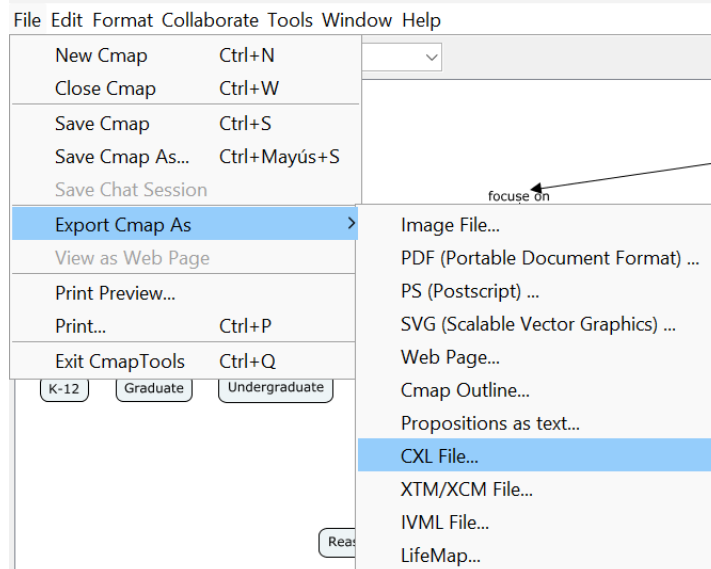 File Edit Format Collaborate Tools Window Help
New Cmap Ctrl+N
Close Cmap Ctrl+W
Save Cmap Ctrl+S
Save Cmap As... Ctrl+Mayús+S
Save Chat Session
focuse on
Export Cmap As
View as Web Page
Print Preview...
Print... Ctrl+P
Exit CmapTools Ctrl+Q
Image File...
PDF (Portable Document Format) ...
PS (Postscript) ...
SVG (Scalable Vector Graphics) ...
Web Page...
Cmap Outline...
Propositions as text...
CXL File...
XTM/XCM File...
IVML File...
LifeMap...
K-12 Graduate Undergraduate
Reas